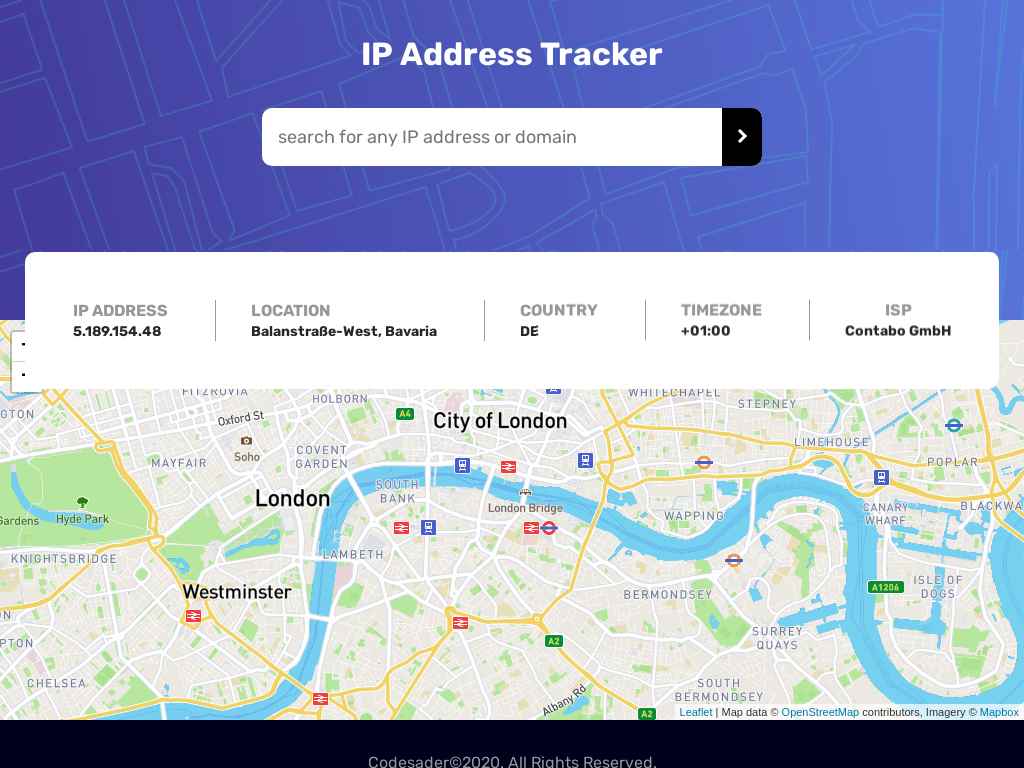 IP Address Tracker
search for any IP address or domain
IP ADDRESS
5.189.154.48
LOCATION
Balanstraße-West, Bavaria
COUNTRY
DE
TIMEZONE
+01:00
ISP
Contabo GmbH
FITZROVIA
HOLBORN
WHITECHAPEL
STEPNEY
Oxford St
A4
City of London
LIMEHOUSE
Soho
COVENT
GARDEN
MAYFAIR
POPLAR
SOUTH
BANK
London
London Bridge
CANARY
WHARF
BLACKWA
Gardens
Hyde Park
WAPPING
KNIGHTSBRIDGE
LAMBETH
Westminster
BERMONDSEY
A1206
ISLE OF
DOGS
A2
SURREY
QUAYS
CHELSEA
SOUTH
BERMONDSEY
Albany Rd
A2
Leaflet | Map data © OpenStreetMap contributors, Imagery © Mapbox
Codesader©2020. All Rights Reserved.